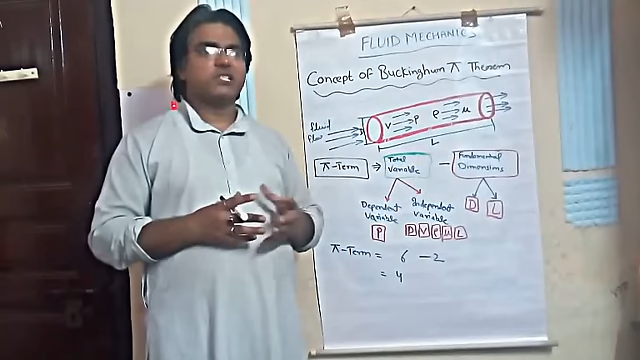 FLUID MECHANICS
Concept of Buckinghum π Theorem
fluid flow
V P ρ μ
D
L
π-Term → Total Variable — Fundamental Dimensions
Dependent Variable
Independent Variable
D L
P
D V ρ μ L
π-Term = 6 - 2
= 4